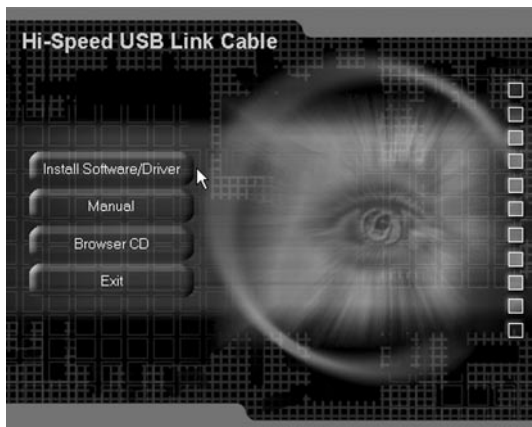 Hi-Speed USB Link Cable
Install Software/Driver
Manual
Browser CD
Exit